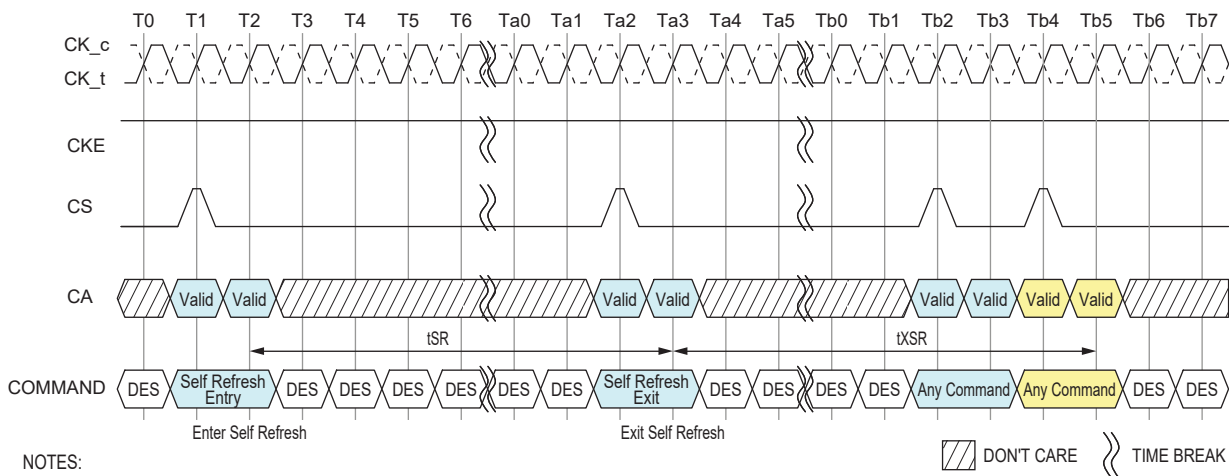 T0 T1 T2 T3 T4 T5 T6 Ta0 Ta1 Ta2 Ta3 Ta4 Ta5 Tb0 Tb1 Tb2 Tb3 Tb4 Tb5 Tb6 Tb7
CK_c
CK_t
CKE
CS
CA Valid Valid Valid Valid Valid Valid Valid Valid
tSR tXSR
COMMAND DES Self Refresh Entry DES DES DES DES DES DES Self Refresh Exit DES DES DES DES Any Command Any Command DES DES
Enter Self Refresh Exit Self Refresh
NOTES: DON'T CARE TIME BREAK